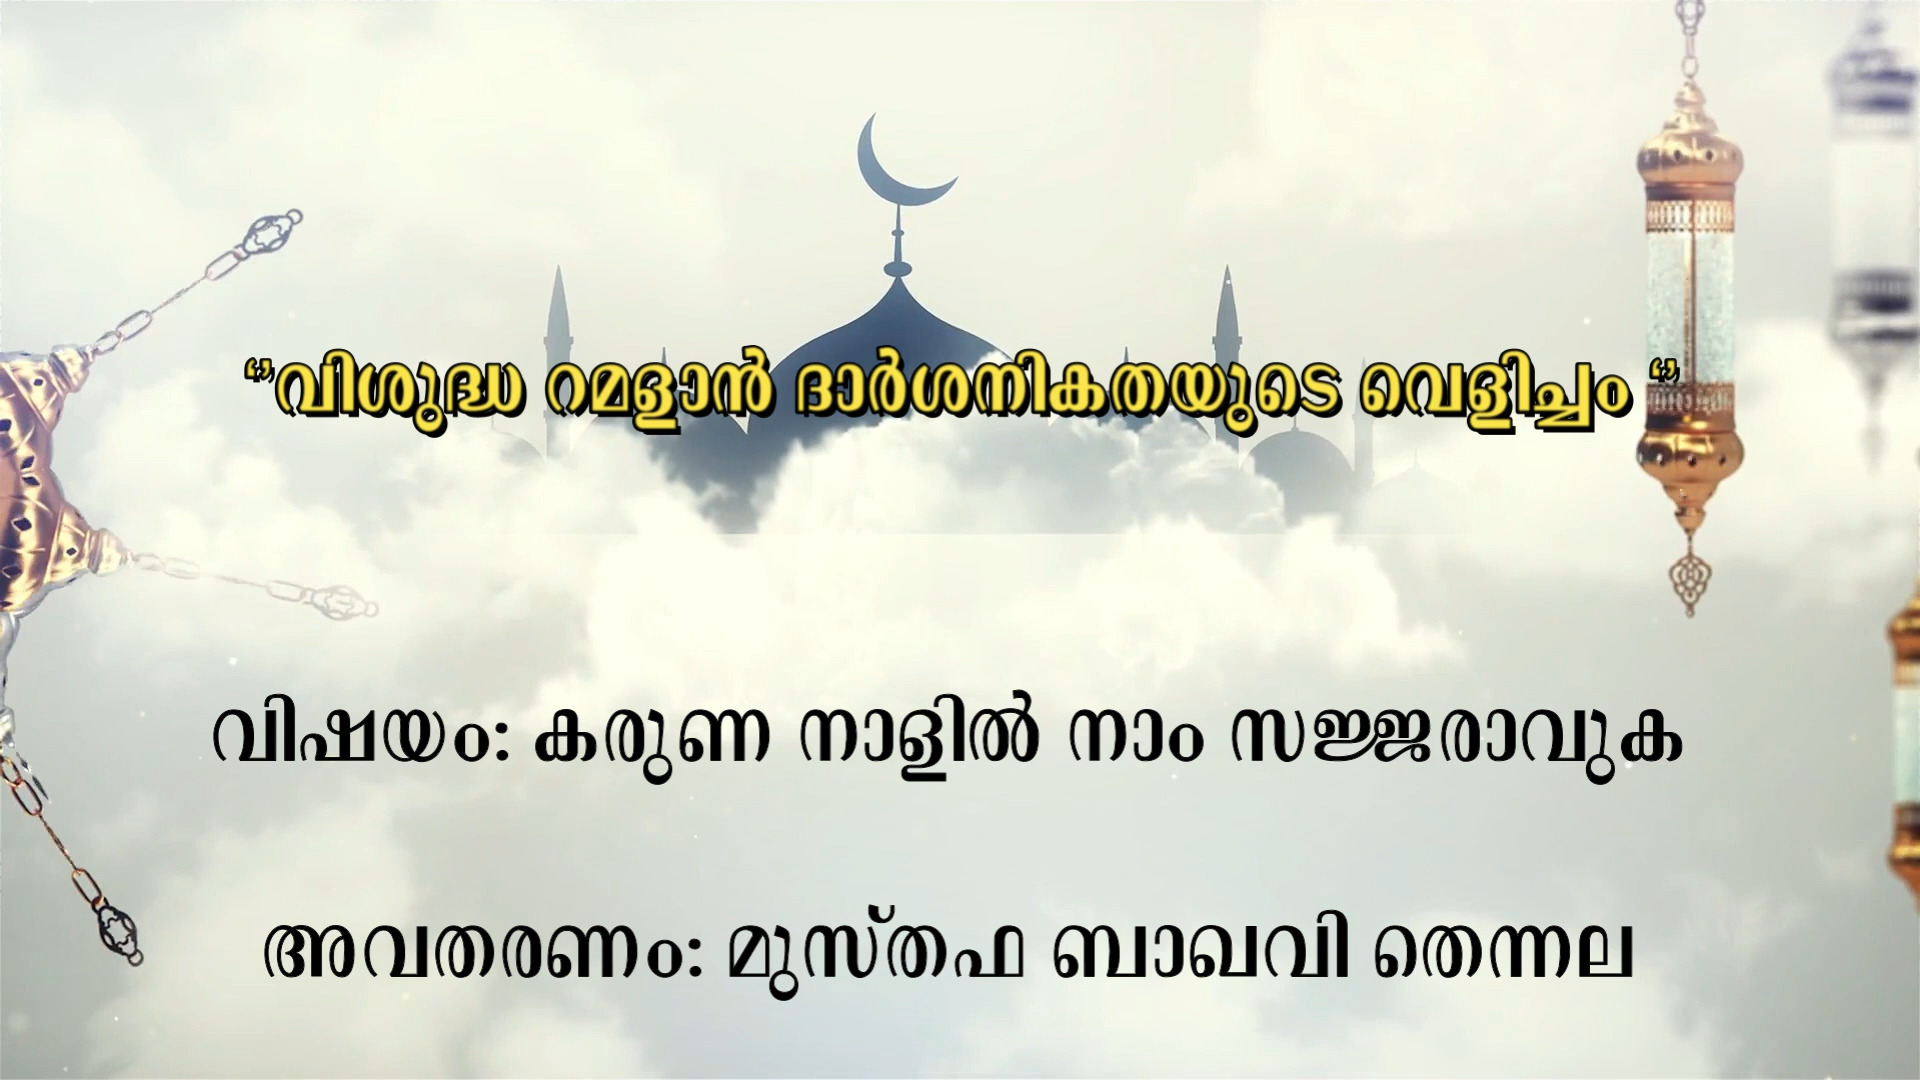 “വിശുദ്ധ റമളാൻ ദാർശനികതയുടെ വെളിച്ചം “
വിഷയം: കരുണ നാളിൽ നാം സജ്ജരാവുക
അവതരണം: മുസ്തഫ ബാഖവി തെന്നല